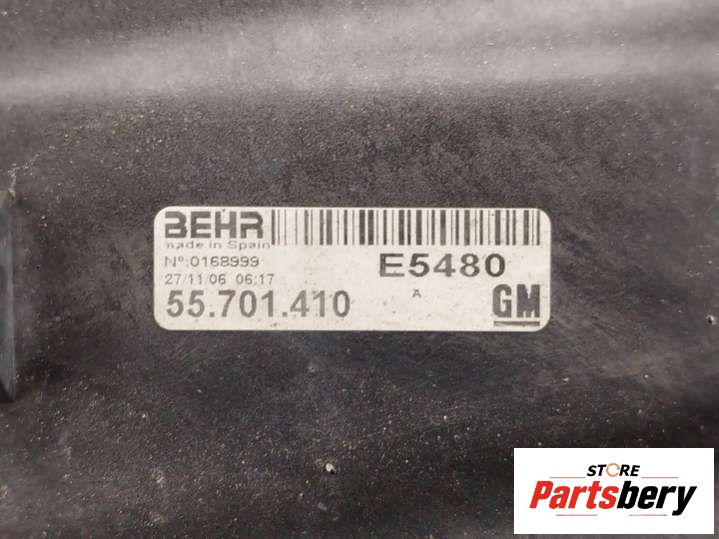 BEHR
made in Spain
Nº:0168999
E5480
27/11/06 06:17
A
55.701.410
GM
STORE
Partsbery